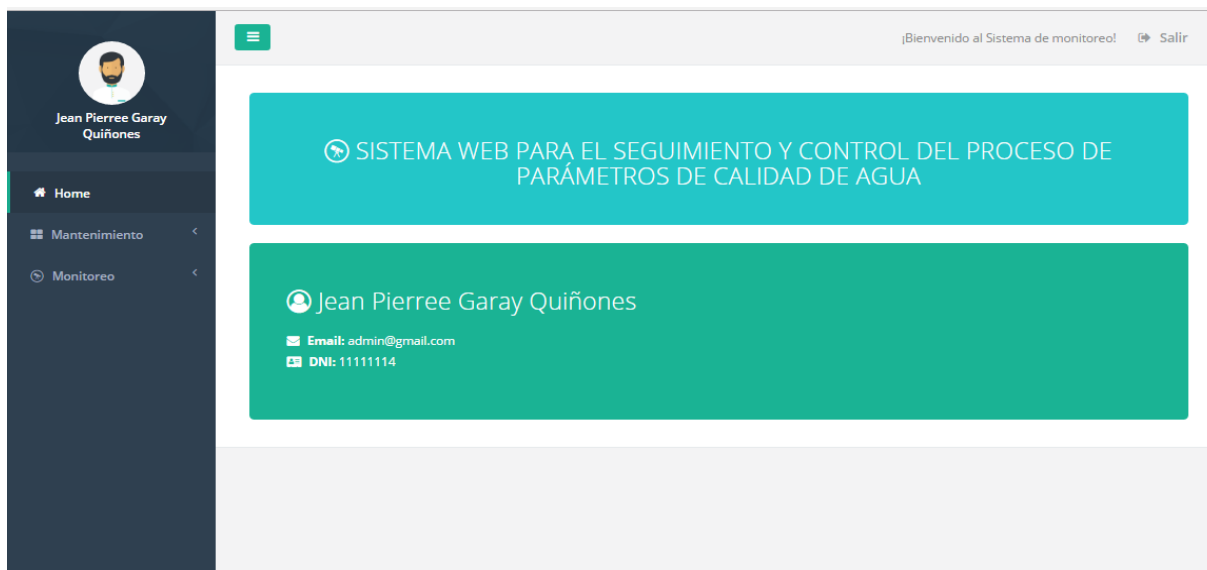 Jean Pierree Garay
Quiñones
Home
Mantenimiento
Monitoreo
¡Bienvenido al Sistema de monitoreo!
Salir
SISTEMA WEB PARA EL SEGUIMIENTO Y CONTROL DEL PROCESO DE
PARÁMETROS DE CALIDAD DE AGUA
Jean Pierree Garay Quiñones
Email: admin@gmail.com
DNI: 11111114